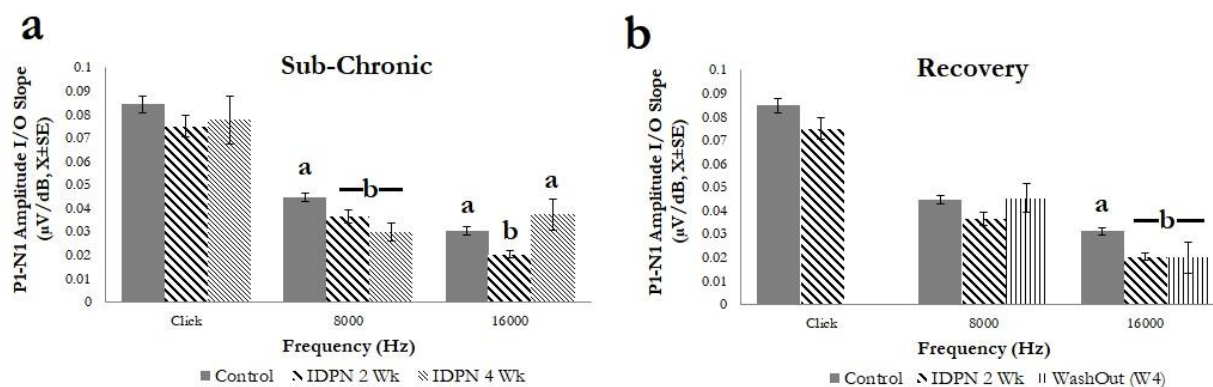 a
Sub-Chronic
P1-N1 Amplitude I/O Slope
(µV/dB, X±SE)
0.1
0.09
0.08
0.07
0.06
0.05
0.04
0.03
0.02
0.01
0
a
b
a
b
a
Click
8000
16000
Frequency (Hz)
Control
IDPN 2 Wk
IDPN 4 Wk
b
Recovery
P1-N1 Amplitude I/O Slope
(µV/dB, X±SE)
0.1
0.09
0.08
0.07
0.06
0.05
0.04
0.03
0.02
0.01
0
a
b
Click
8000
16000
Frequency (Hz)
Control
IDPN 2 Wk
WashOut (W4)